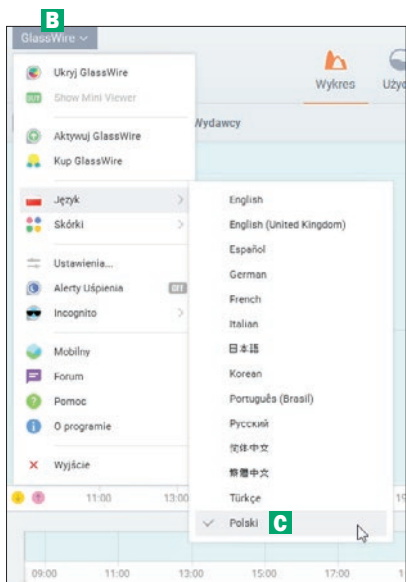 B
GlassWire
Ukryj GlassWire
Show Mini Viewer
Aktywuj GlassWire
Kup GlassWire
Język
Skórki
Ustawienia...
Alerty Uśpienia OFF
Incognito
Mobilny
Forum
Pomoc
O programie
Wyjście
Wykres
Wydawcy
English
English (United Kingdom)
Español
German
French
Italian
日本語
Korean
Português (Brasil)
Русский
简体中文
繁體中文
Türkçe
Polski C
11:00 13:00
09:00 11:00 13:00 15:00 17:00